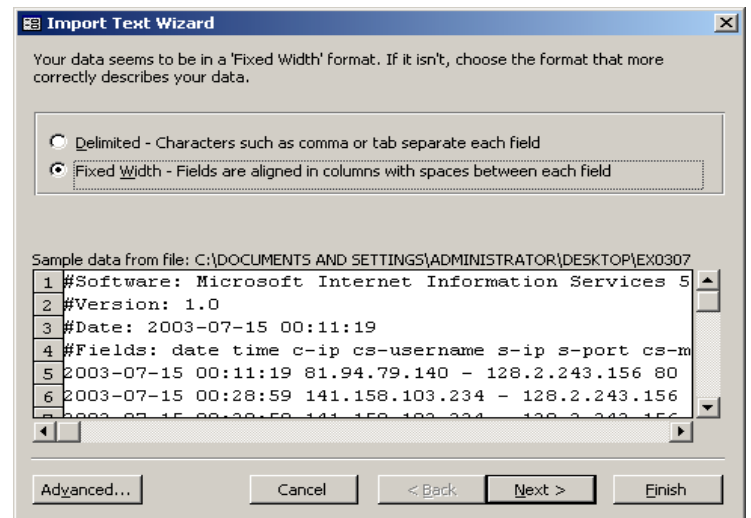 Import Text Wizard
Your data seems to be in a 'Fixed Width' format. If it isn't, choose the format that more
correctly describes your data.
Delimited - Characters such as comma or tab separate each field
Fixed Width - Fields are aligned in columns with spaces between each field
Sample data from file: C:\DOCUMENTS AND SETTINGS\ADMINISTRATOR\DESKTOP\EX0307
1 #Software: Microsoft Internet Information Services 5
2 #Version: 1.0
3 #Date: 2003-07-15 00:11:19
4 #Fields: date time c-ip cs-username s-ip s-port cs-m
5 2003-07-15 00:11:19 81.94.79.140 - 128.2.243.156 80
6 2003-07-15 00:28:59 141.158.103.234 - 128.2.243.156
Advanced... Cancel < Back Next > Finish